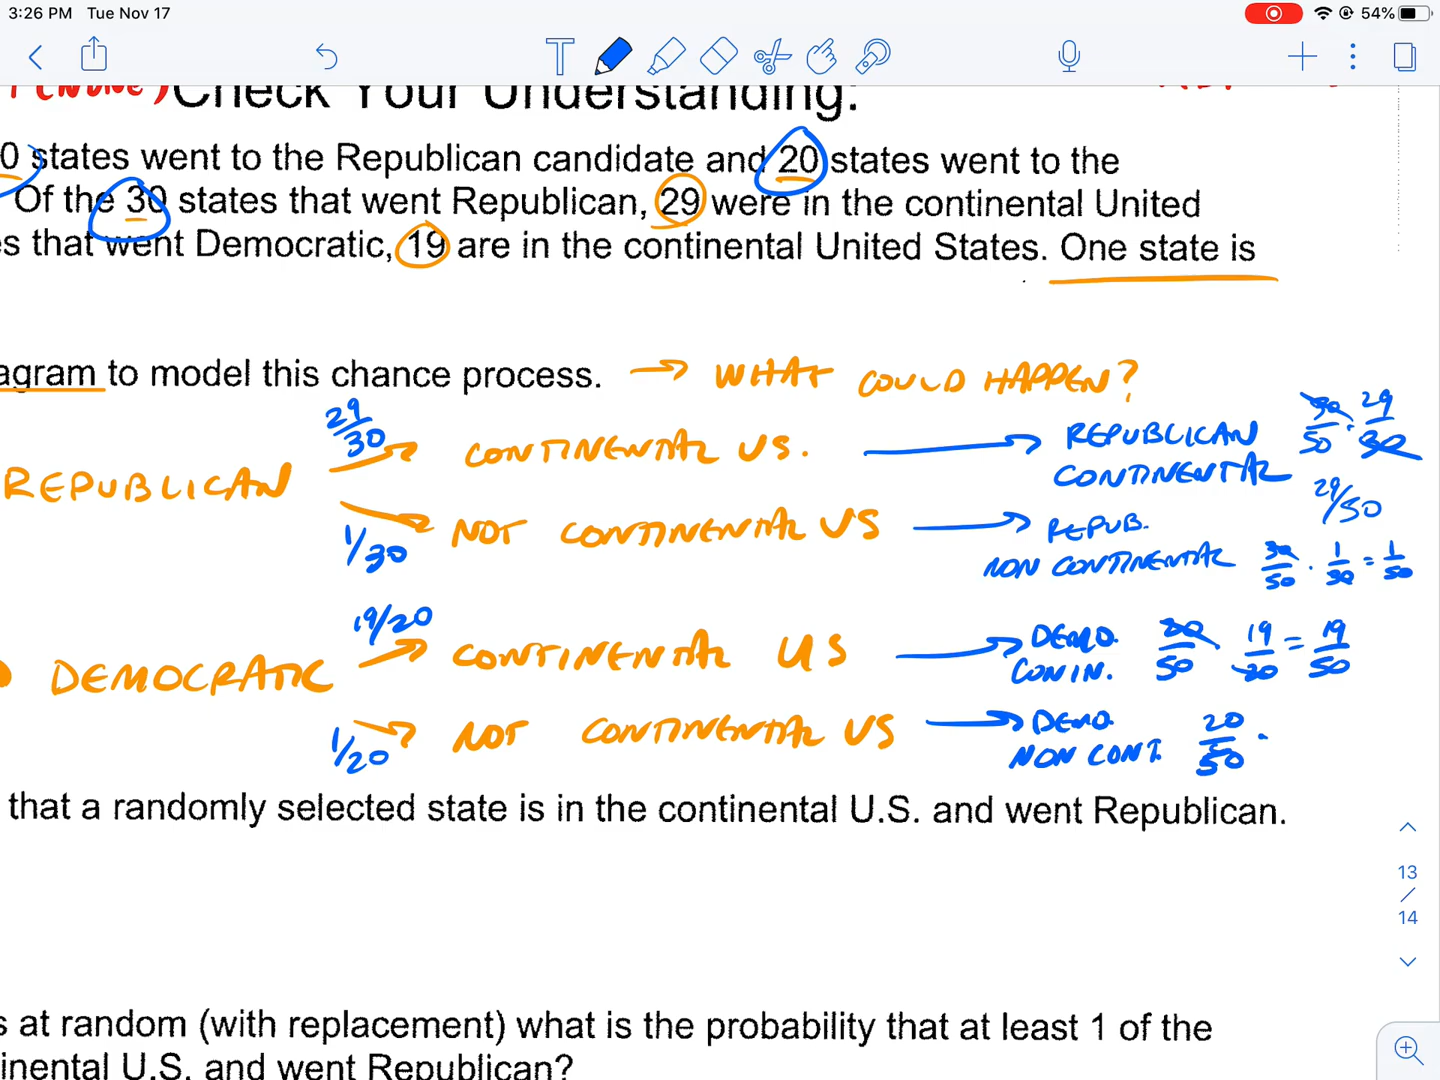 3:26 PM Tue Nov 17
54%
Check Your Understanding:
0 states went to the Republican candidate and 20 states went to the
Of the 30 states that went Republican, 29 were in the continental United
s that went Democratic, 19 are in the continental United States. One state is
agram to model this chance process. → WHAT COULD HAPPEN?
29/30
CONTINENTAL US. → REPUBLICAN CONTINENTAL 30/50 · 29/30
29/50
REPUBLICAN
1/30
NOT CONTINENTAL US → REPUB.
NON CONTINENTAL 30/50 · 1/30 = 1/50
19/20
CONTINENTAL US → DEMO. CONTIN. 20/50 · 19/20 = 19/50
DEMOCRATIC
1/20
NOT CONTINENTAL US → DEMO. NON CONT. 20/50 ·
that a randomly selected state is in the continental U.S. and went Republican.
13
/
14
s at random (with replacement) what is the probability that at least 1 of the
inental U.S. and went Republican?